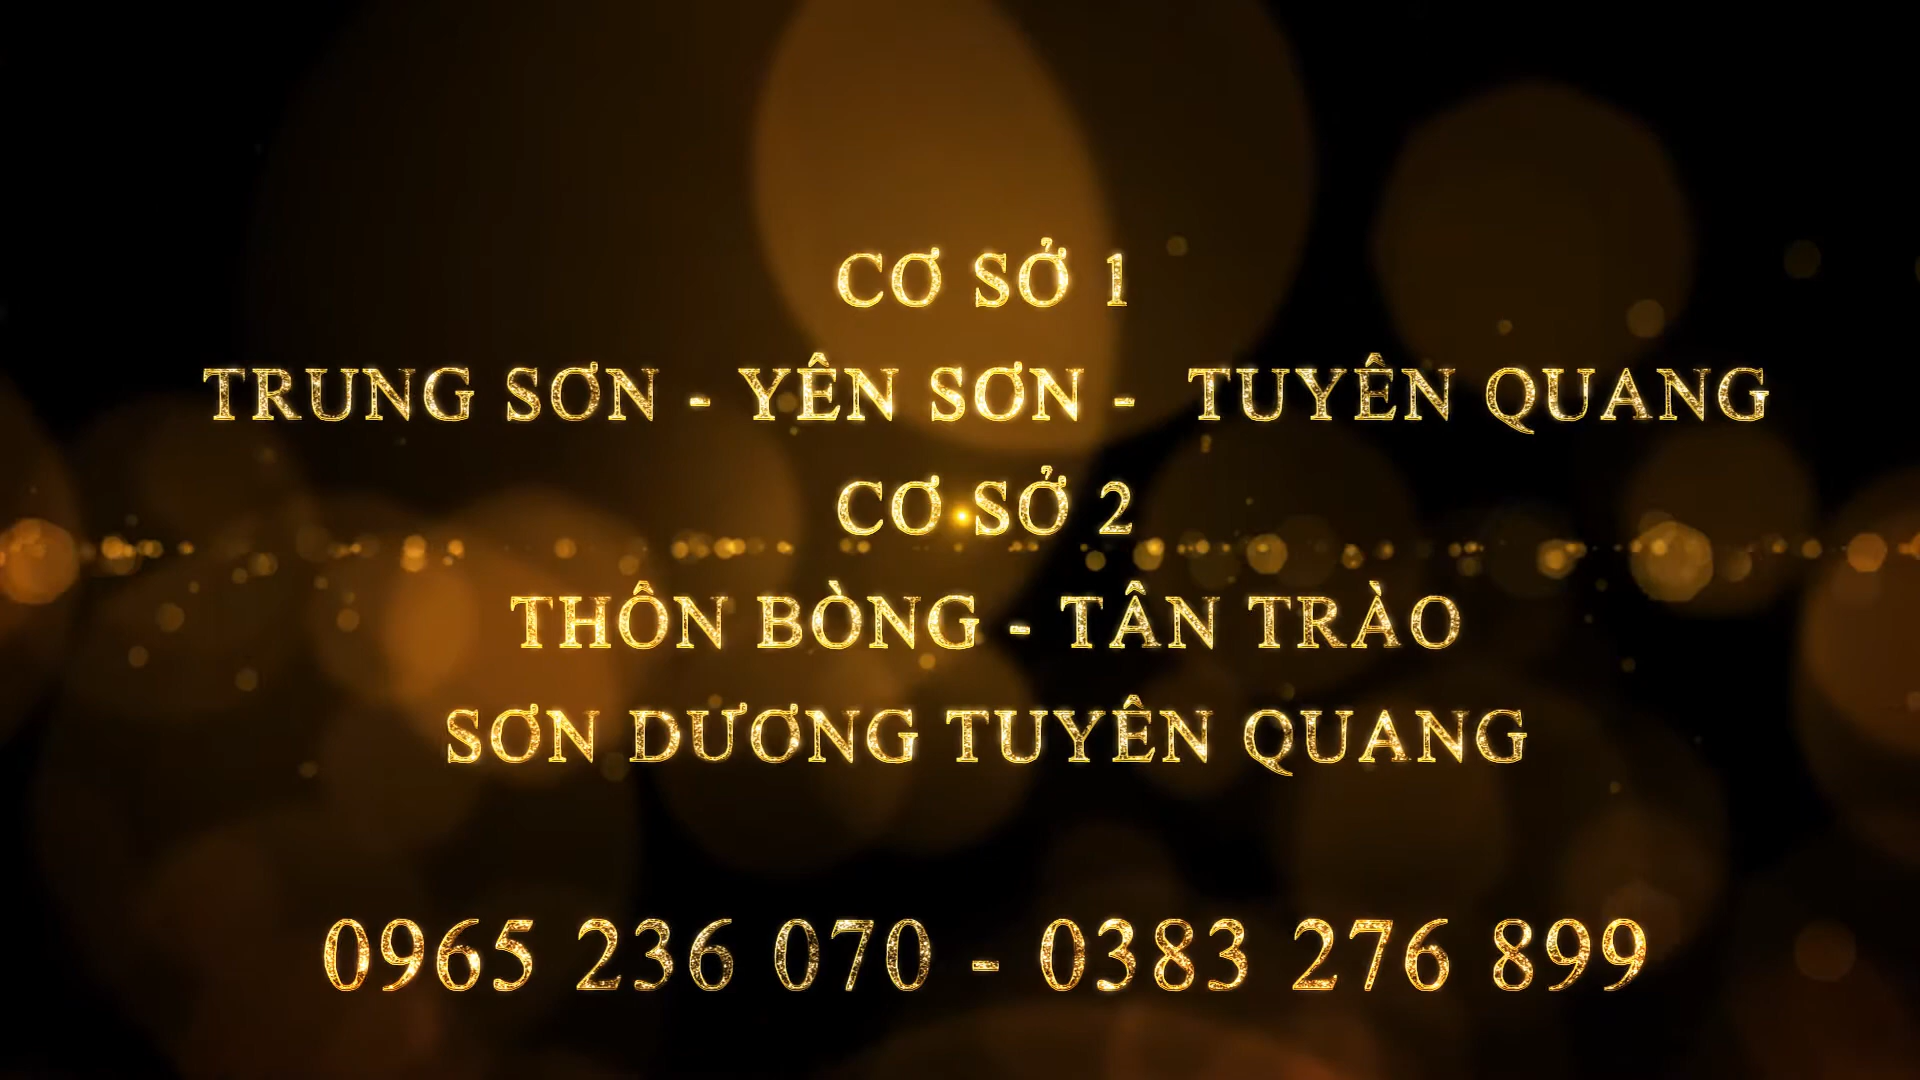 CƠ SỞ 1
TRUNG SƠN - YÊN SƠN - TUYÊN QUANG
CƠ SỞ 2
THÔN BÒNG - TÂN TRÀO
SƠN DƯƠNG TUYÊN QUANG
0965 236 070 - 0383 276 899